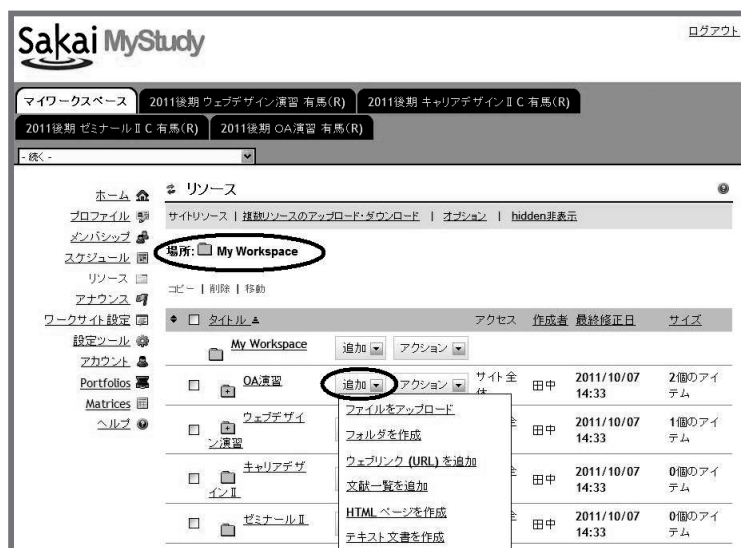 Sakai MyStudy
ログアウト
マイワークスペース 2011後期 ウェブデザイン演習 有馬(R) 2011後期 キャリアデザインⅡC 有馬(R)
2011後期 ゼミナールⅡC 有馬(R) 2011後期 OA演習 有馬(R)
- 続く -
ホーム
プロファイル
メンバシップ
スケジュール
リソース
アナウンス
ワークサイト設定
設定ツール
アカウント
Portfolios
Matrices
ヘルプ
リソース
サイトリソース | 複数リソースのアップロード・ダウンロード | オプション | hidden非表示
場所: My Workspace
コピー | 削除 | 移動
タイトル アクセス 作成者 最終修正日 サイズ
My Workspace 追加 アクション
OA演習 追加 アクション サイト全体 田中 2011/10/07 14:33 2個のアイテム
ウェブデザイン演習 田中 2011/10/07 14:33 1個のアイテム
キャリアデザインⅡ 田中 2011/10/07 14:33 0個のアイテム
ゼミナールⅡ 田中 2011/10/07 14:33 0個のアイテム
ファイルをアップロード
フォルダを作成
ウェブリンク (URL) を追加
文献一覧を追加
HTML ページを作成
テキスト文書を作成